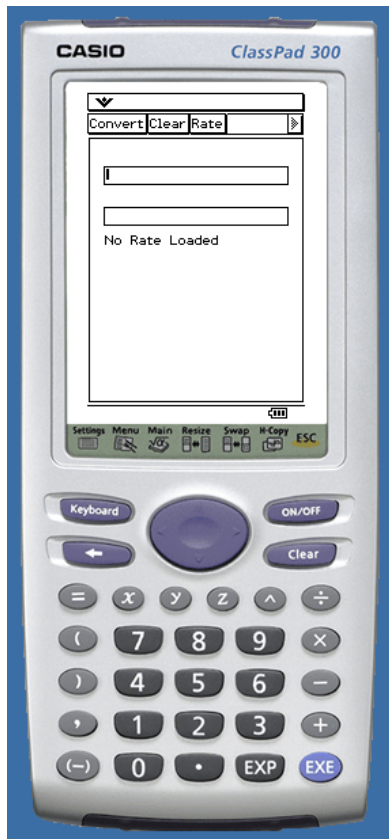 CASIO ClassPad 300
Convert Clear Rate
No Rate Loaded
Settings Menu Main Resize Swap H-Copy ESC
Keyboard ON/OFF
Clear
= x y z ^ ÷
( 7 8 9 ×
) 4 5 6 −
, 1 2 3 +
(−) 0 · EXP EXE